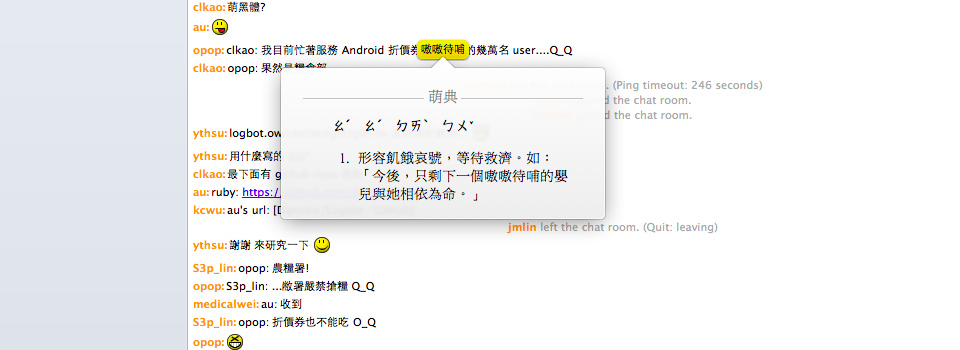 clkao: 萌黑體?
au:
opop: clkao: 我目前忙著服務 Android 折價券嗷嗷待哺的幾萬名 user....Q_Q
clkao: opop: 果然是糧食部
(Ping timeout: 246 seconds)
the chat room.
the chat room.
萌典
ㄠˊ ㄠˊ ㄉㄞˋ ㄅㄨˇ
1. 形容飢餓哀號，等待救濟。如：
「今後，只剩下一個嗷嗷待哺的嬰
兒與她相依為命。」
ythsu: logbot.ow
ythsu: 用什麼寫的
clkao: 最下面有 g
au: ruby: https:/
kcwu: au's url: [D
jmlin left the chat room. (Quit: leaving)
ythsu: 謝謝 來研究一下
S3p_lin: opop: 農糧署!
opop: S3p_lin: ...敝署嚴禁搶糧 Q_Q
medicalwei: au: 收到
S3p_lin: opop: 折價券也不能吃 O_Q
opop: